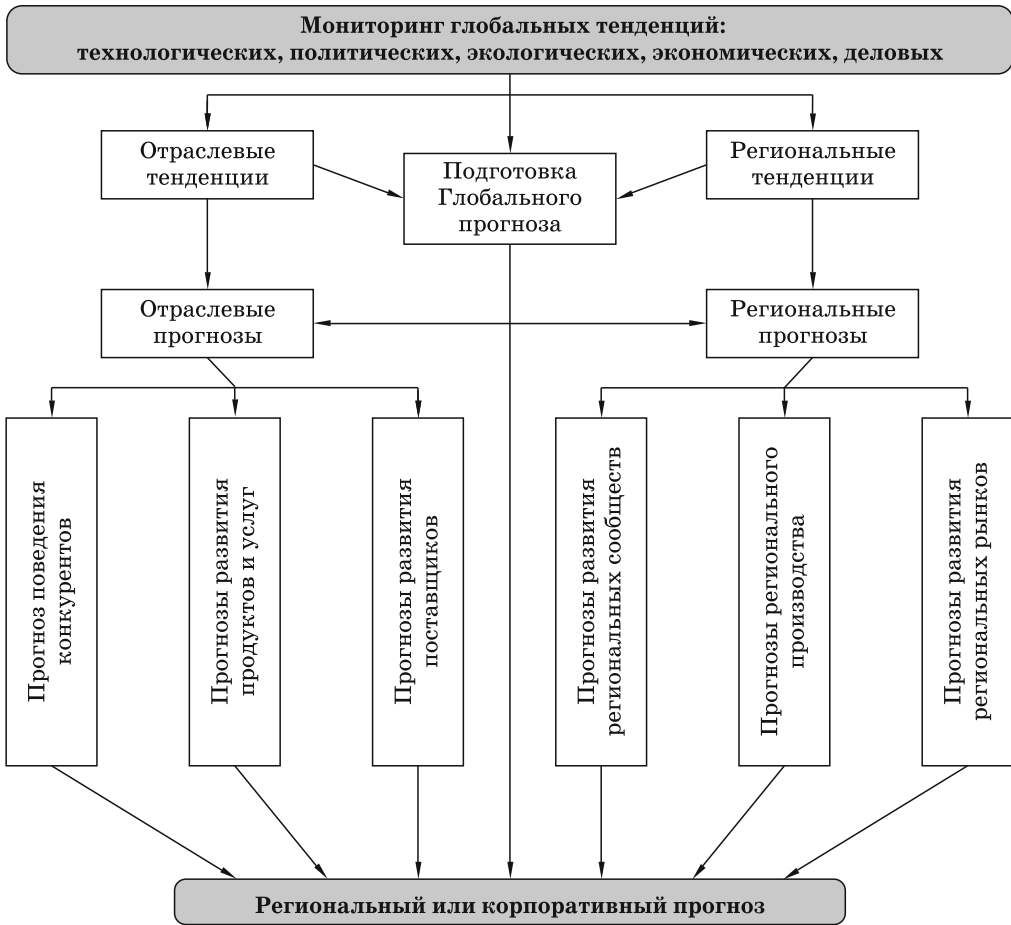 Мониторинг глобальных тенденций:
технологических, политических, экологических, экономических, деловых
Отраслевые
тенденции
Подготовка
Глобального
прогноза
Региональные
тенденции
Отраслевые
прогнозы
Региональные
прогнозы
Прогноз поведения
конкурентов
Прогнозы развития
продуктов и услуг
Прогнозы развития
поставщиков
Прогнозы развития
региональных сообществ
Прогнозы регионального
производства
Прогнозы развития
региональных рынков
Региональный или корпоративный прогноз